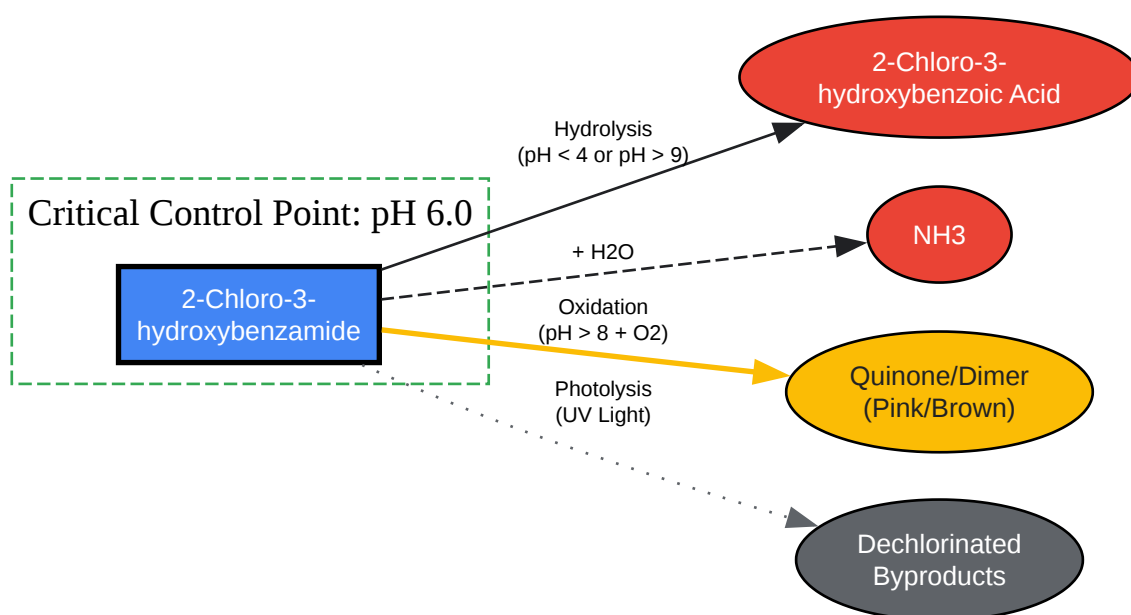 2-Chloro-3-
hydroxybenzoic Acid
Hydrolysis
(pH < 4 or pH > 9)
Critical Control Point: pH 6.0
NH3
+ H2O
2-Chloro-3-
hydroxybenzamide
Oxidation
(pH > 8 + O2)
Quinone/Dimer
(Pink/Brown)
Photolysis
(UV Light)
Dechlorinated
Byproducts